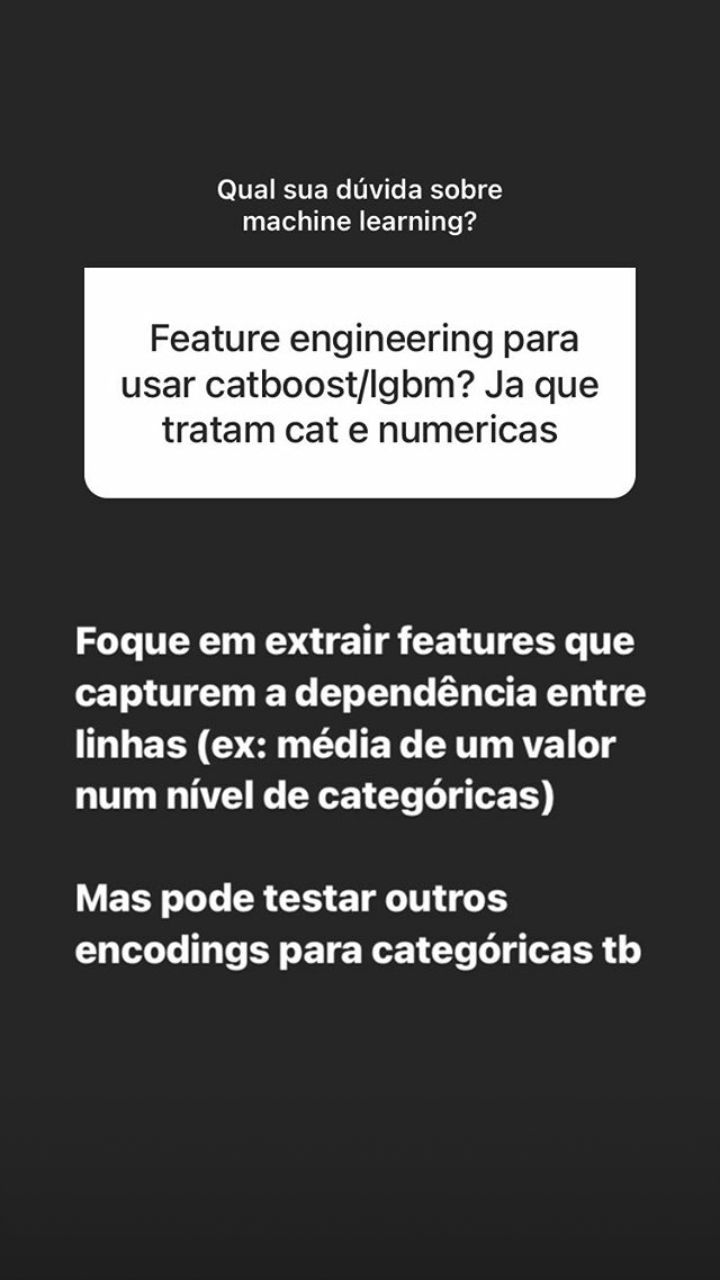 Qual sua dúvida sobre
machine learning?
Feature engineering para
usar catboost/lgbm? Ja que
tratam cat e numericas
Foque em extrair features que
capturem a dependência entre
linhas (ex: média de um valor
num nível de categóricas)
Mas pode testar outros
encodings para categóricas tb